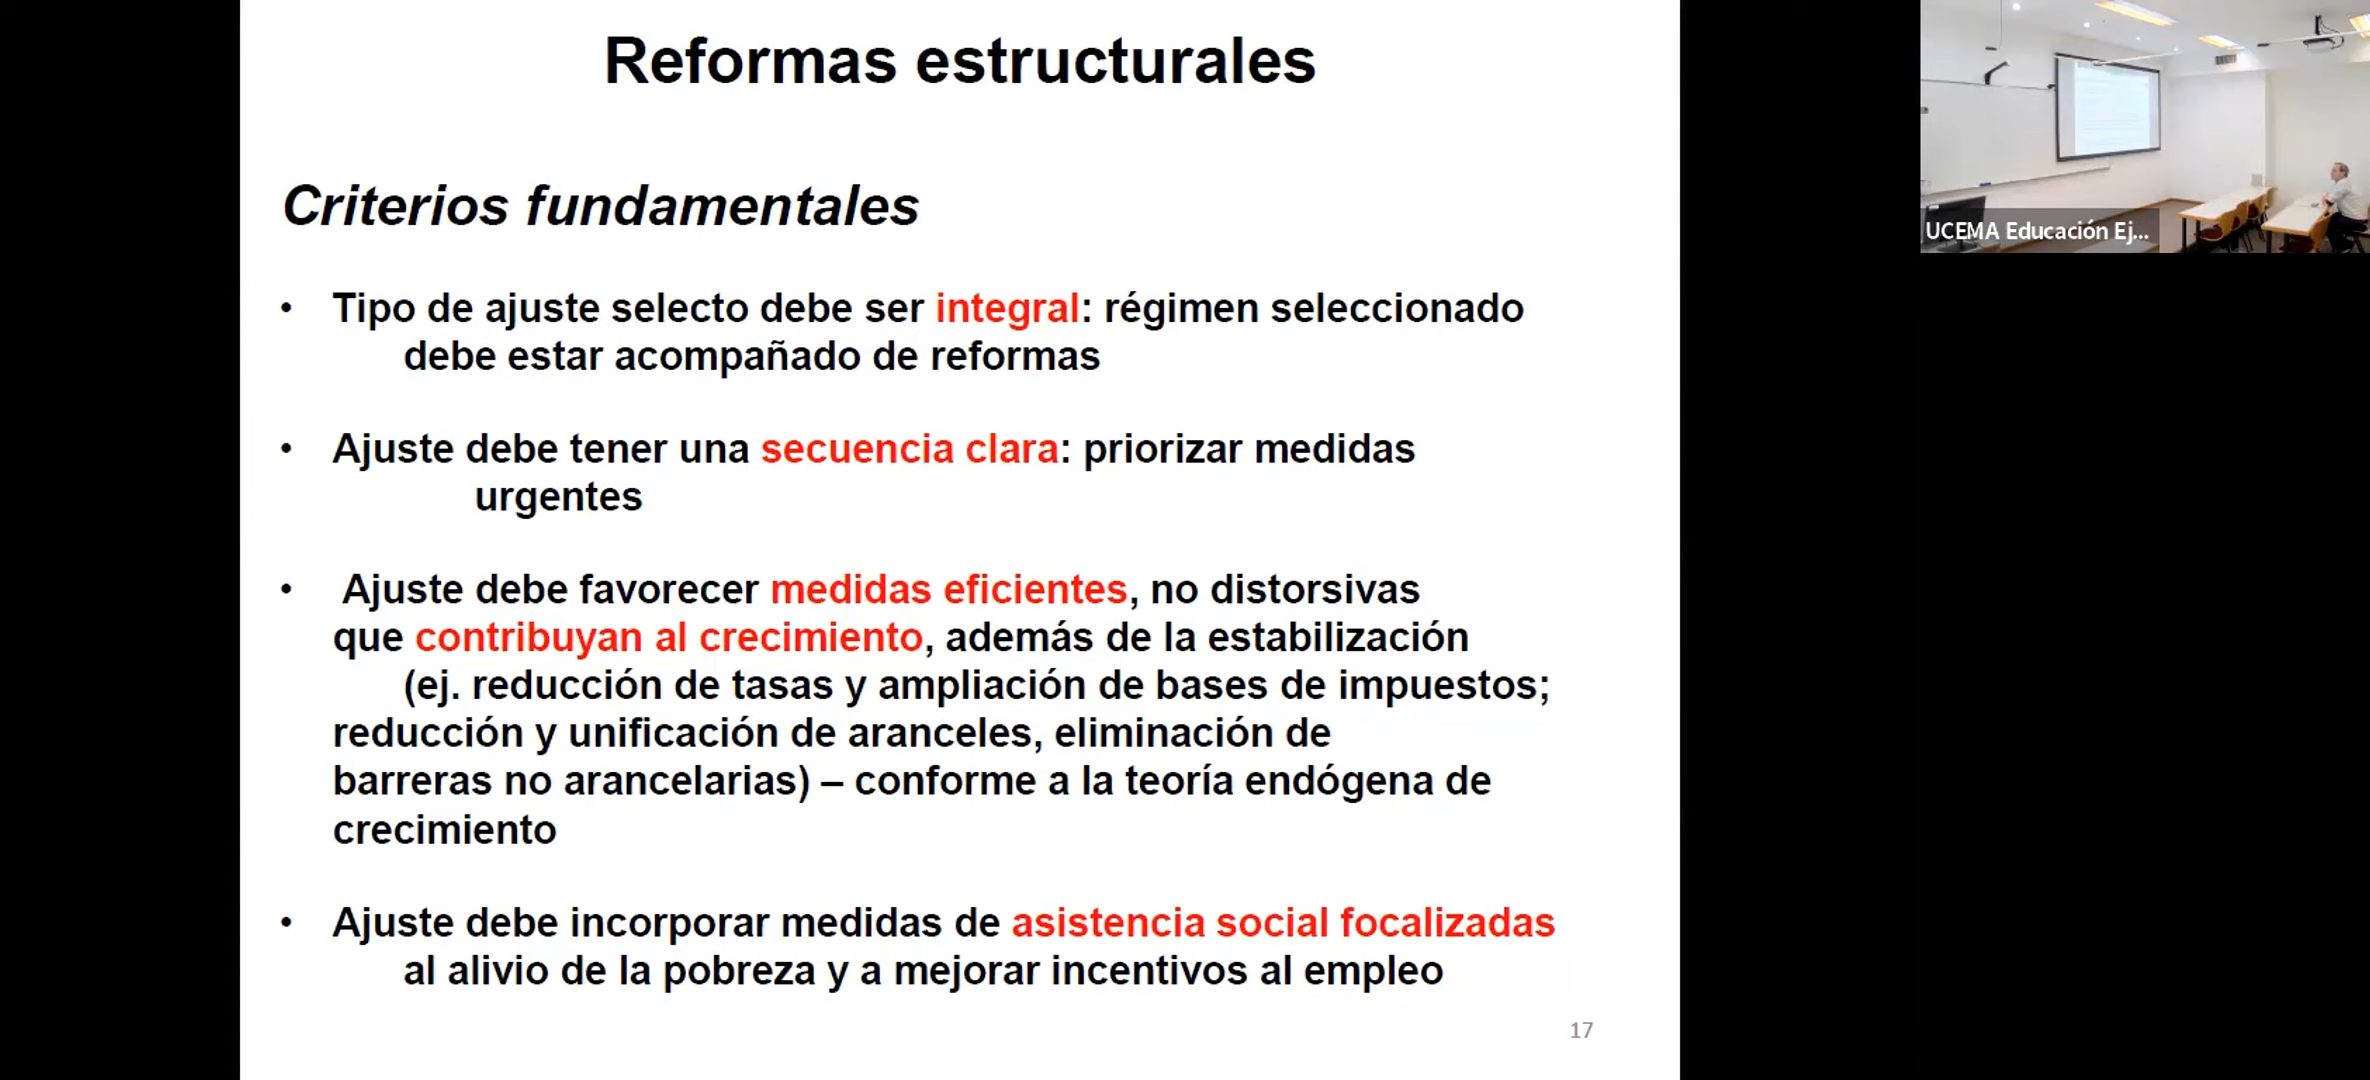 Reformas estructurales
Criterios fundamentales
• Tipo de ajuste selecto debe ser integral: régimen seleccionado
debe estar acompañado de reformas
• Ajuste debe tener una secuencia clara: priorizar medidas
urgentes
• Ajuste debe favorecer medidas eficientes, no distorsivas
que contribuyan al crecimiento, además de la estabilización
(ej. reducción de tasas y ampliación de bases de impuestos;
reducción y unificación de aranceles, eliminación de
barreras no arancelarias) – conforme a la teoría endógena de
crecimiento
• Ajuste debe incorporar medidas de asistencia social focalizadas
al alivio de la pobreza y a mejorar incentivos al empleo
17
UCEMA Educación Ej...